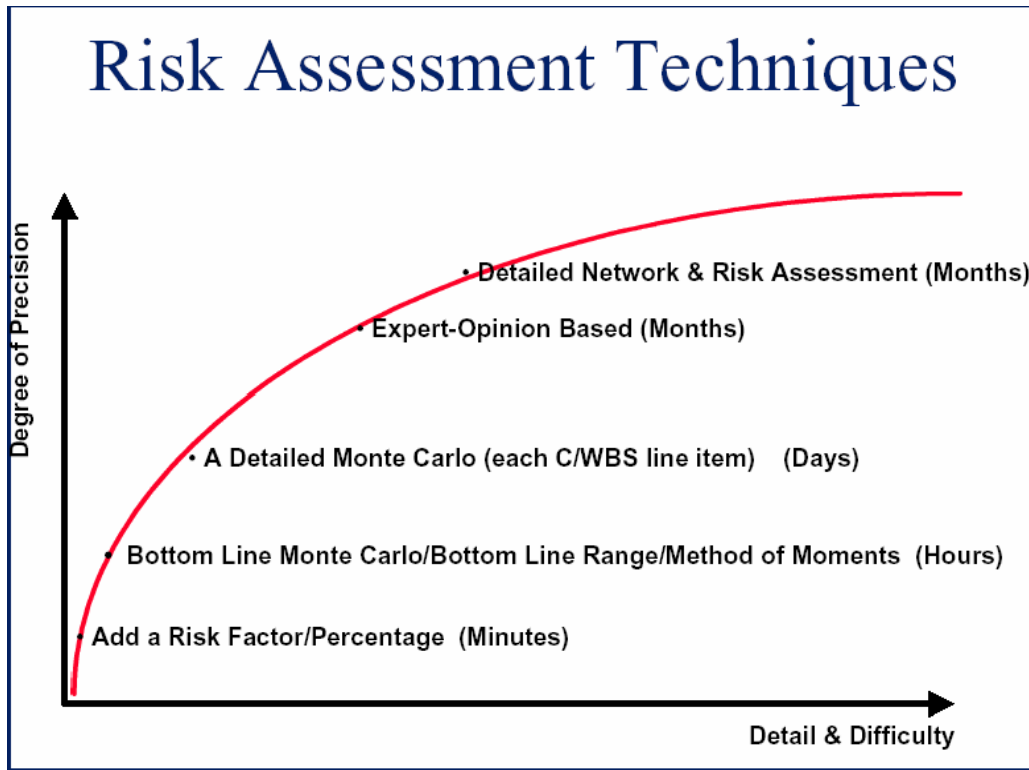 Risk Assessment Techniques
Degree of Precision
• Detailed Network & Risk Assessment (Months)
• Expert-Opinion Based (Months)
• A Detailed Monte Carlo (each C/WBS line item) (Days)
• Bottom Line Monte Carlo/Bottom Line Range/Method of Moments (Hours)
• Add a Risk Factor/Percentage (Minutes)
Detail & Difficulty